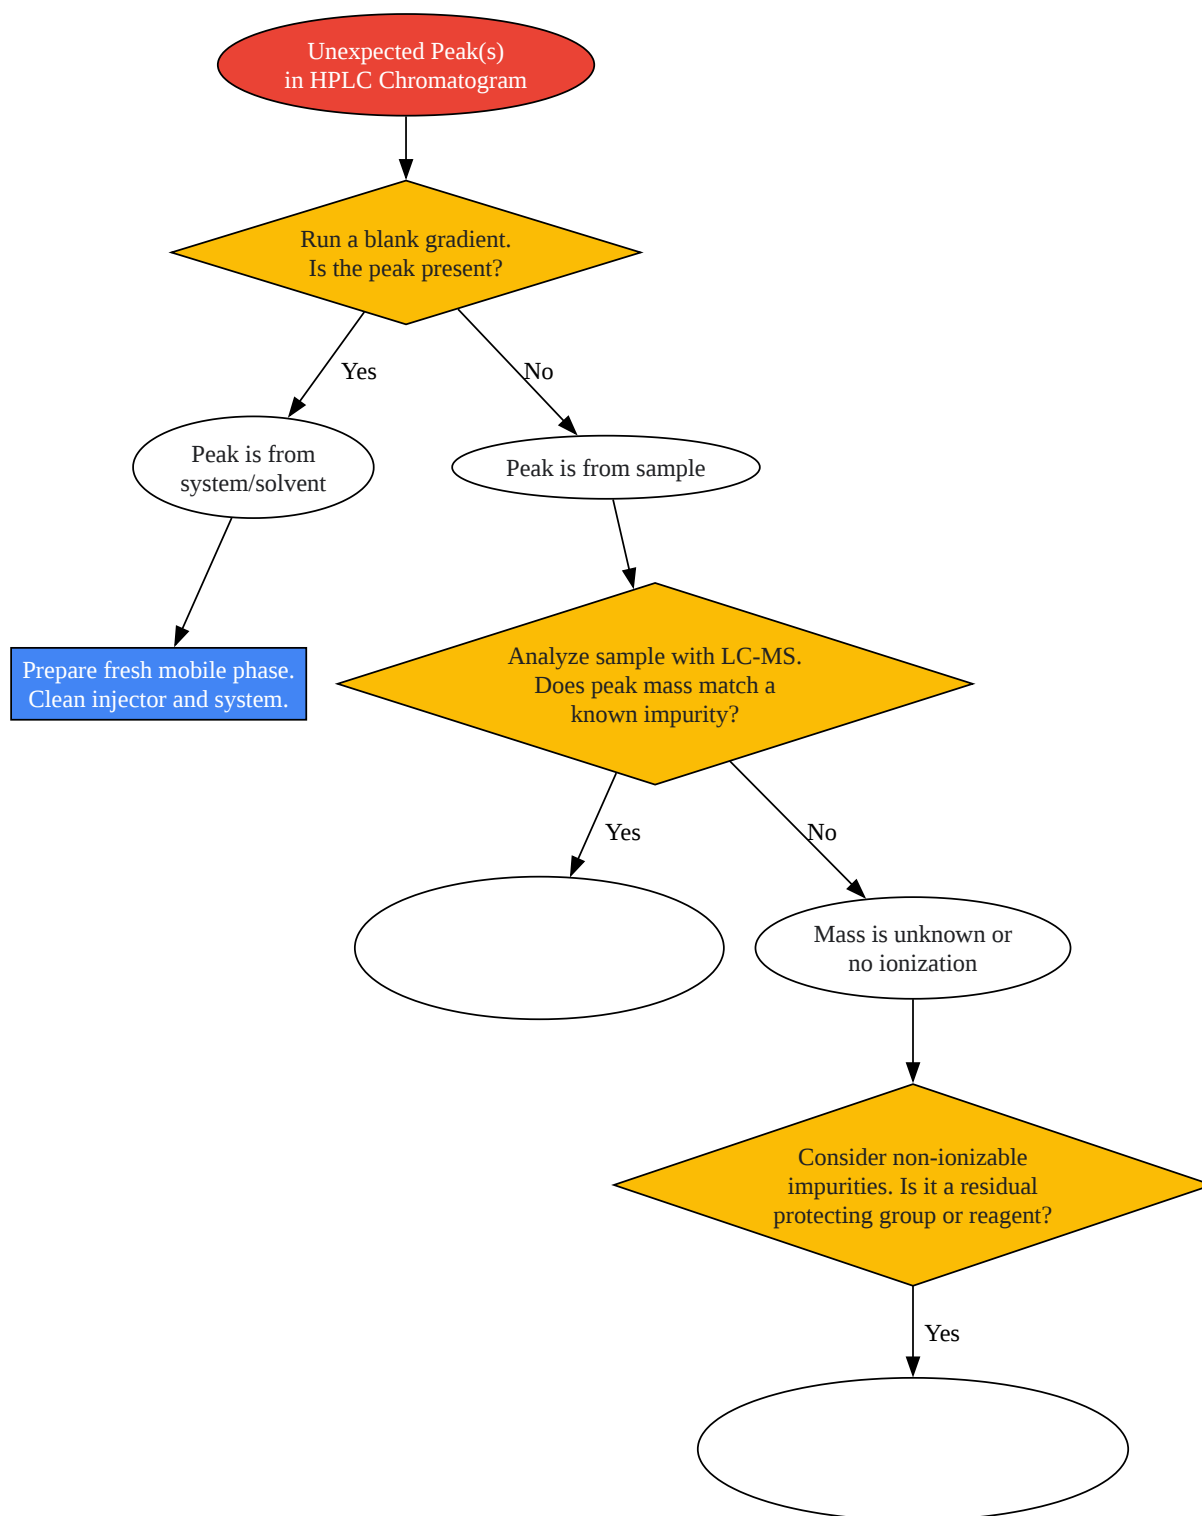 Unexpected Peak(s)
in HPLC Chromatogram
Run a blank gradient.
Is the peak present?
Yes
No
Peak is from
system/solvent
Peak is from sample
Prepare fresh mobile phase.
Clean injector and system.
Analyze sample with LC-MS.
Does peak mass match a
known impurity?
Yes
No
Mass is unknown or
no ionization
Consider non-ionizable
impurities. Is it a residual
protecting group or reagent?
Yes